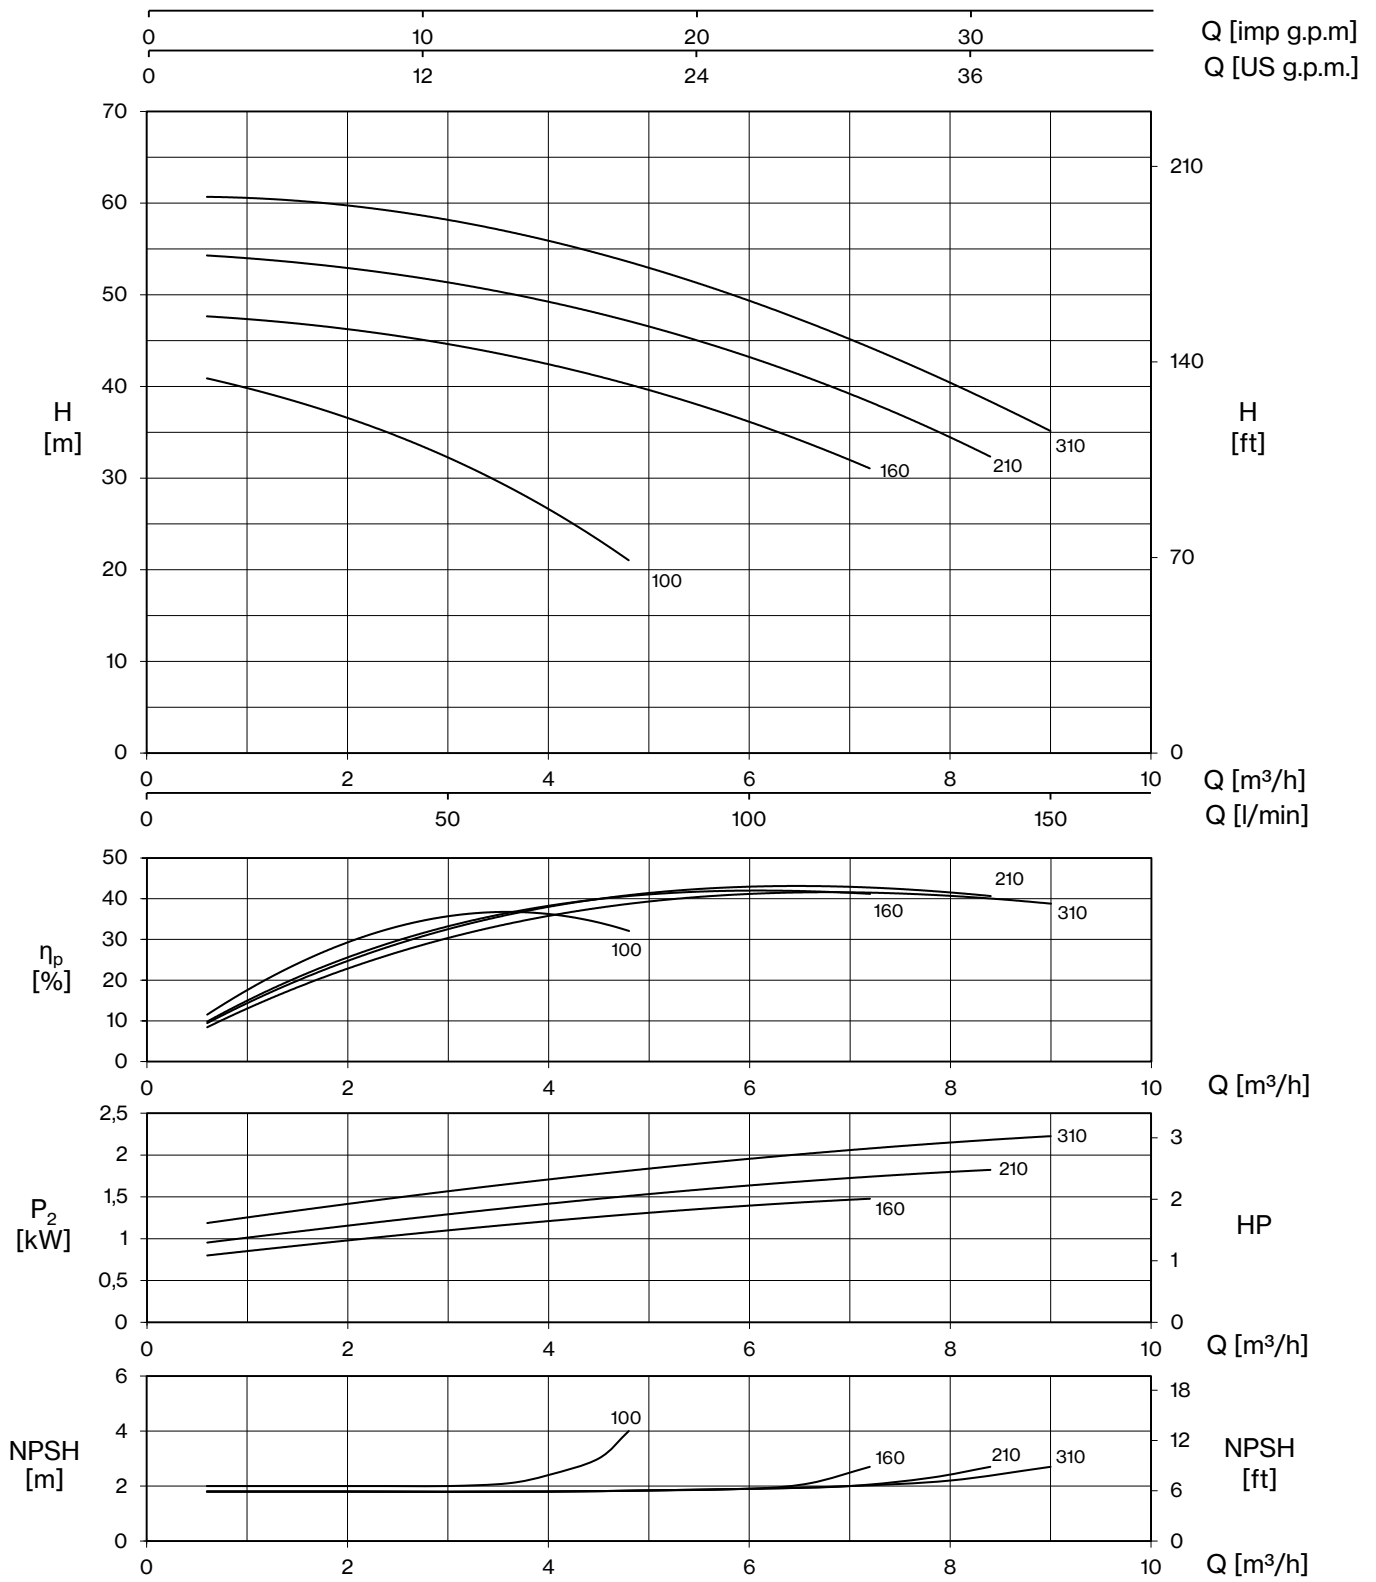 0 10 20 30 Q [imp g.p.m]
0 12 24 36 Q [US g.p.m.]
70
210
60
50
140
40
H
[m]
H
[ft]
310
210
160
30
70
20
100
10
0 0
0 2 4 6 8 10 Q [m³/h]
0 50 100 150 Q [l/min]
50
210
40
160 310
ηp
[%]
30
100
20
10
0
0 2 4 6 8 10 Q [m³/h]
2,5
310 3
2
210
1,5 2
160
P2
[kW]
HP
1
1
0,5
0 0
0 2 4 6 8 10 Q [m³/h]
6
18
100
4
12
NPSH
[m]
160 210 310
NPSH
[ft]
2 6
0 0
0 2 4 6 8 10 Q [m³/h]